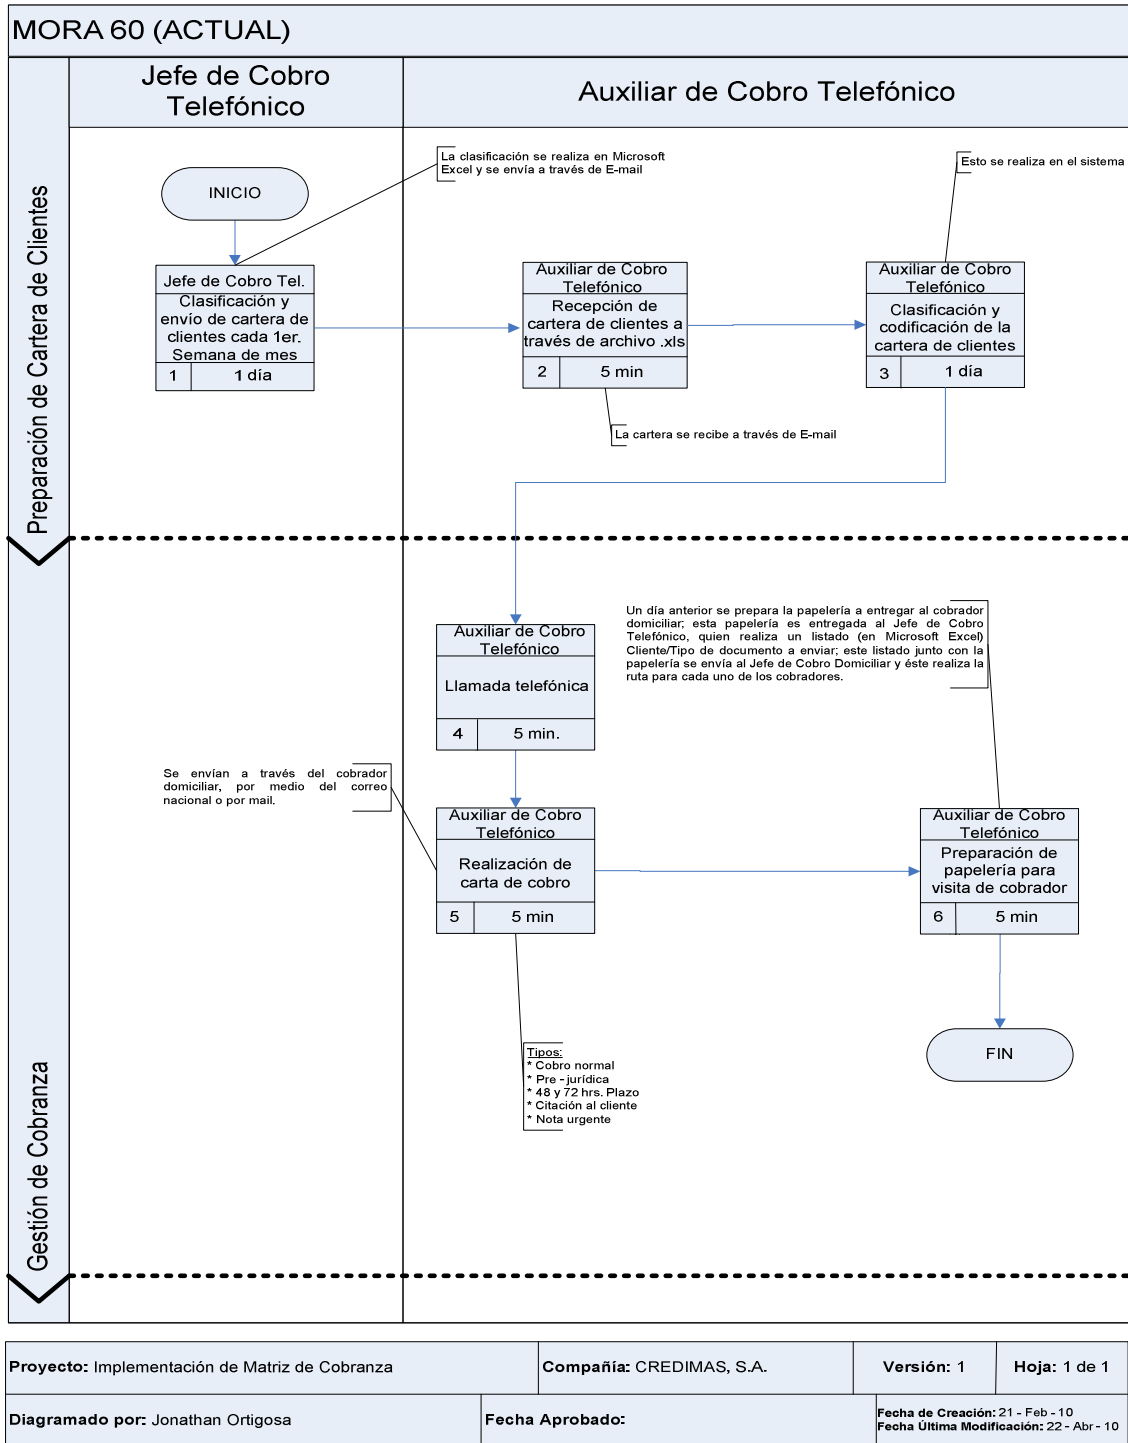 MORA 60 (ACTUAL)
Jefe de Cobro
Telefónico
Auxiliar de Cobro Telefónico
Preparación de Cartera de Clientes
INICIO
La clasificación se realiza en Microsoft
Excel y se envía a través de E-mail
Esto se realiza en el sistema
Jefe de Cobro Tel.
Clasificación y
envío de cartera de
clientes cada 1er.
Semana de mes
1
1 día
Auxiliar de Cobro
Telefónico
Recepción de
cartera de clientes a
través de archivo .xls
2
5 min
Auxiliar de Cobro
Telefónico
Clasificación y
codificación de la
cartera de clientes
3
1 día
La cartera se recibe a través de E-mail
Gestión de Cobranza
Auxiliar de Cobro
Telefónico
Llamada telefónica
4
5 min.
Un día anterior se prepara la papelería a entregar al cobrador
domiciliar; esta papelería es entregada al Jefe de Cobro
Telefónico, quien realiza un listado (en Microsoft Excel)
Cliente/Tipo de documento a enviar; este listado junto con la
papelería se envía al Jefe de Cobro Domiciliar y éste realiza la
ruta para cada uno de los cobradores.
Se envían a través del cobrador
domiciliar, por medio del correo
nacional o por mail.
Auxiliar de Cobro
Telefónico
Realización de
carta de cobro
5
5 min
Auxiliar de Cobro
Telefónico
Preparación de
papelería para
visita de cobrador
6
5 min
Tipos:
* Cobro normal
* Pre - jurídica
* 48 y 72 hrs. Plazo
* Citación al cliente
* Nota urgente
FIN
Proyecto: Implementación de Matriz de Cobranza
Compañía: CREDIMAS, S.A.
Versión: 1
Hoja: 1 de 1
Diagramado por: Jonathan Ortigosa
Fecha Aprobado:
Fecha de Creación: 21 - Feb - 10
Fecha Última Modificación: 22 - Abr - 10